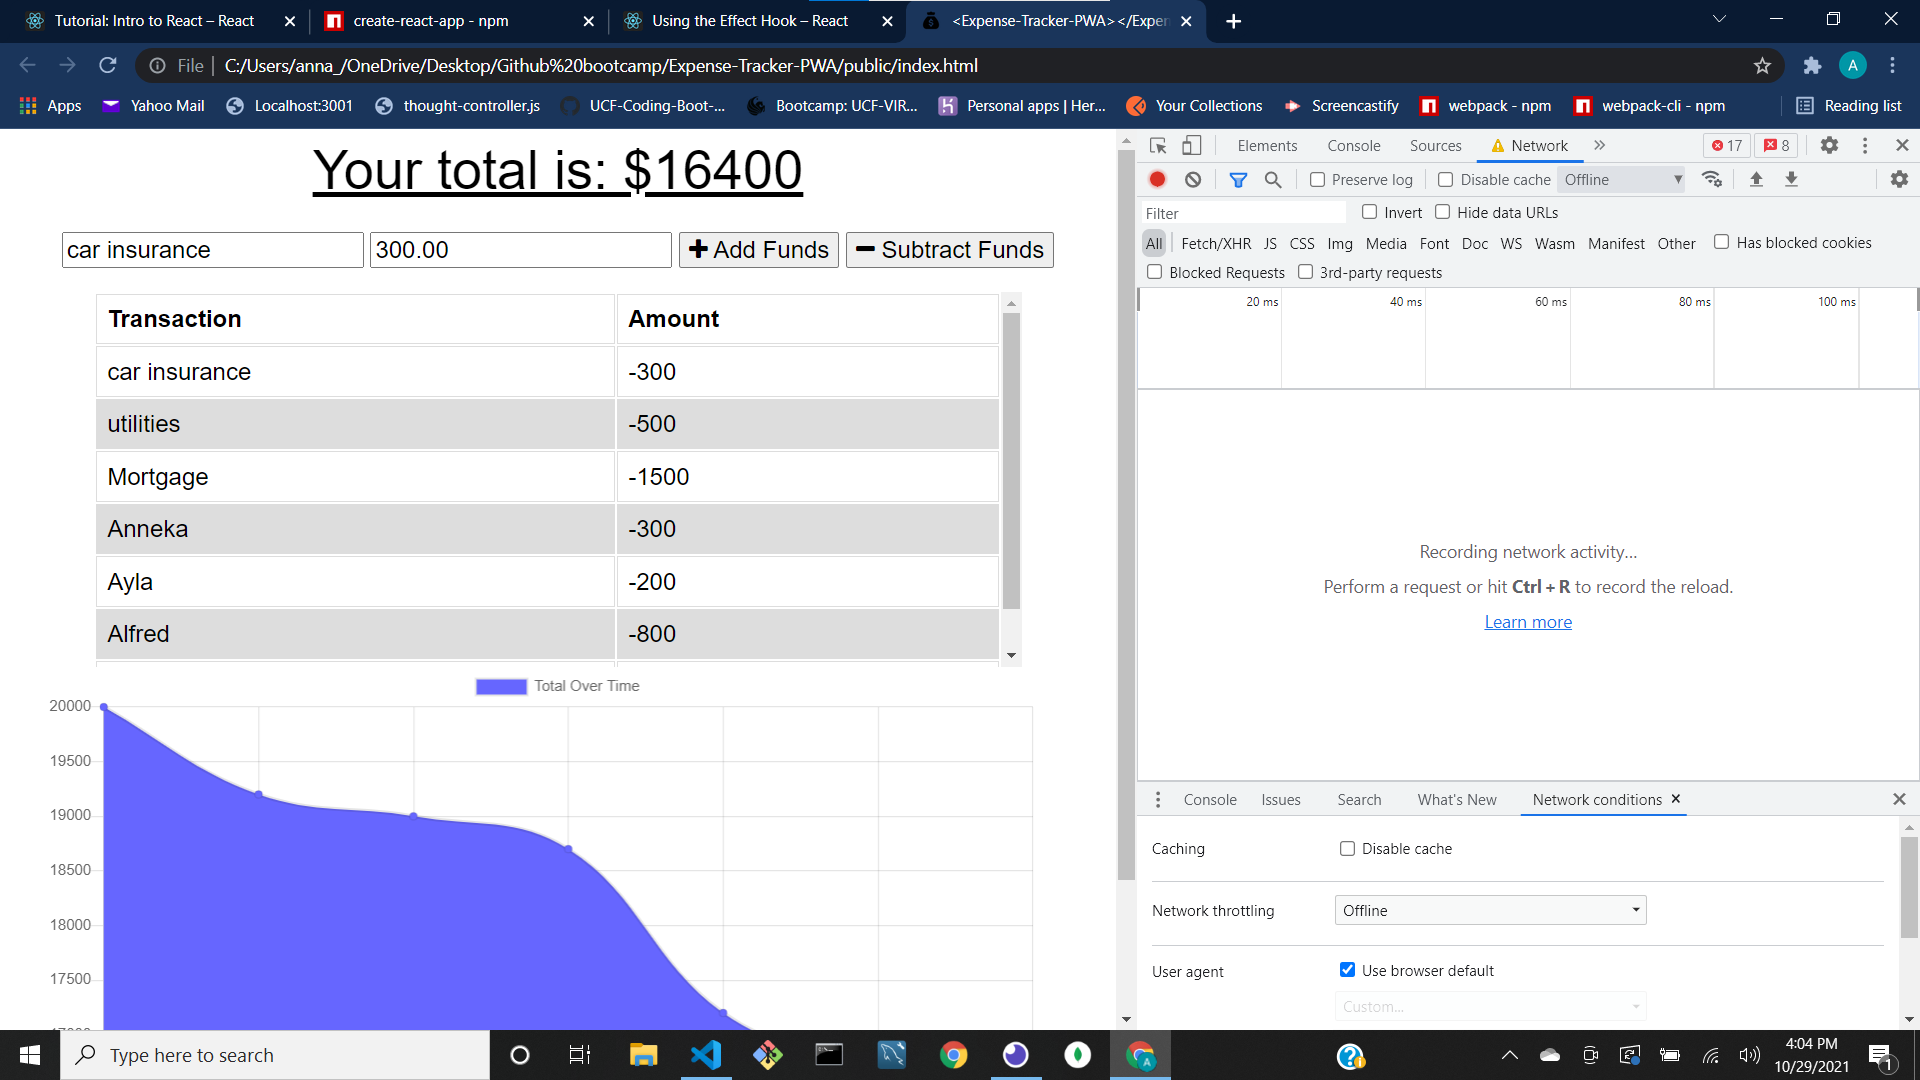 Tutorial: Intro to React – React
create-react-app - npm
Using the Effect Hook – React
<Expense-Tracker-PWA></Expen
File
C:/Users/anna_/OneDrive/Desktop/Github%20bootcamp/Expense-Tracker-PWA/public/index.html
A
Apps
Yahoo Mail
Localhost:3001
thought-controller.js
UCF-Coding-Boot-...
Bootcamp: UCF-VIR...
Personal apps | Her...
Your Collections
Screencastify
webpack - npm
webpack-cli - npm
Reading list
Your total is: $16400
car insurance
300.00
Add Funds
Subtract Funds
Transaction Amount
car insurance -300
utilities -500
Mortgage -1500
Anneka -300
Ayla -200
Alfred -800
Total Over Time
20000
19500
19000
18500
18000
17500
17000
Elements
Console
Sources
Network
17
8
Preserve log
Disable cache
Offline
Filter
Invert
Hide data URLs
All
Fetch/XHR
JS
CSS
Img
Media
Font
Doc
WS
Wasm
Manifest
Other
Has blocked cookies
Blocked Requests
3rd-party requests
20 ms
40 ms
60 ms
80 ms
100 ms
Recording network activity...
Perform a request or hit Ctrl + R to record the reload.
Learn more
Console
Issues
Search
What's New
Network conditions
Caching
Disable cache
Network throttling
Offline
User agent
Use browser default
Custom...
Type here to search
4:04 PM
10/29/2021
1